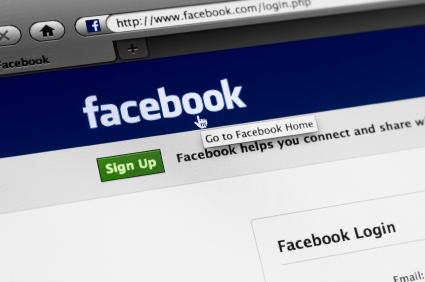 http://www.facebook.com/login.php
Facebook
facebook
Go to Facebook Home
Sign Up
Facebook helps you connect and share
Facebook Login
Email: